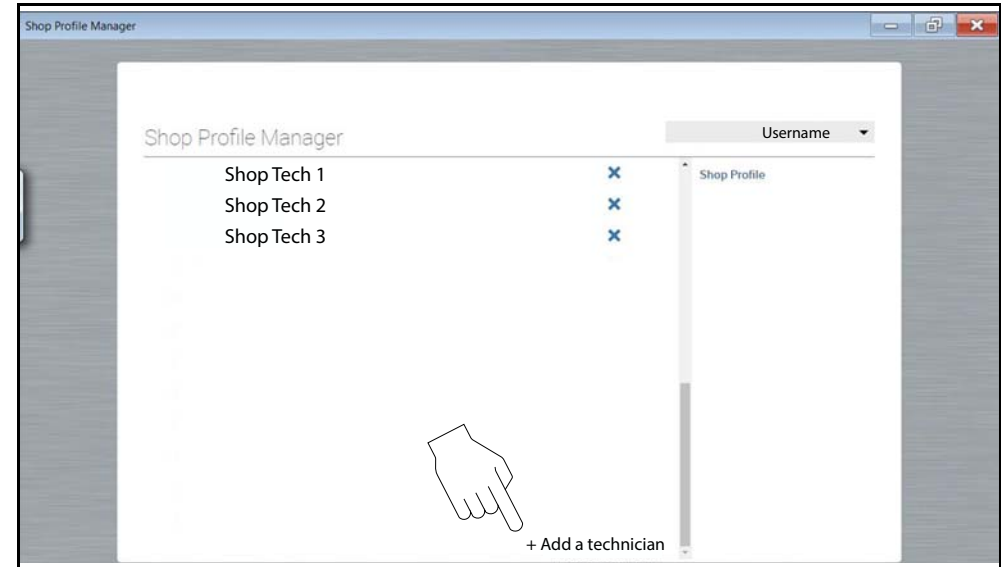 Shop Profile Manager
Shop Profile Manager
Username
Shop Tech 1
Shop Profile
Shop Tech 2
Shop Tech 3
+ Add a technician